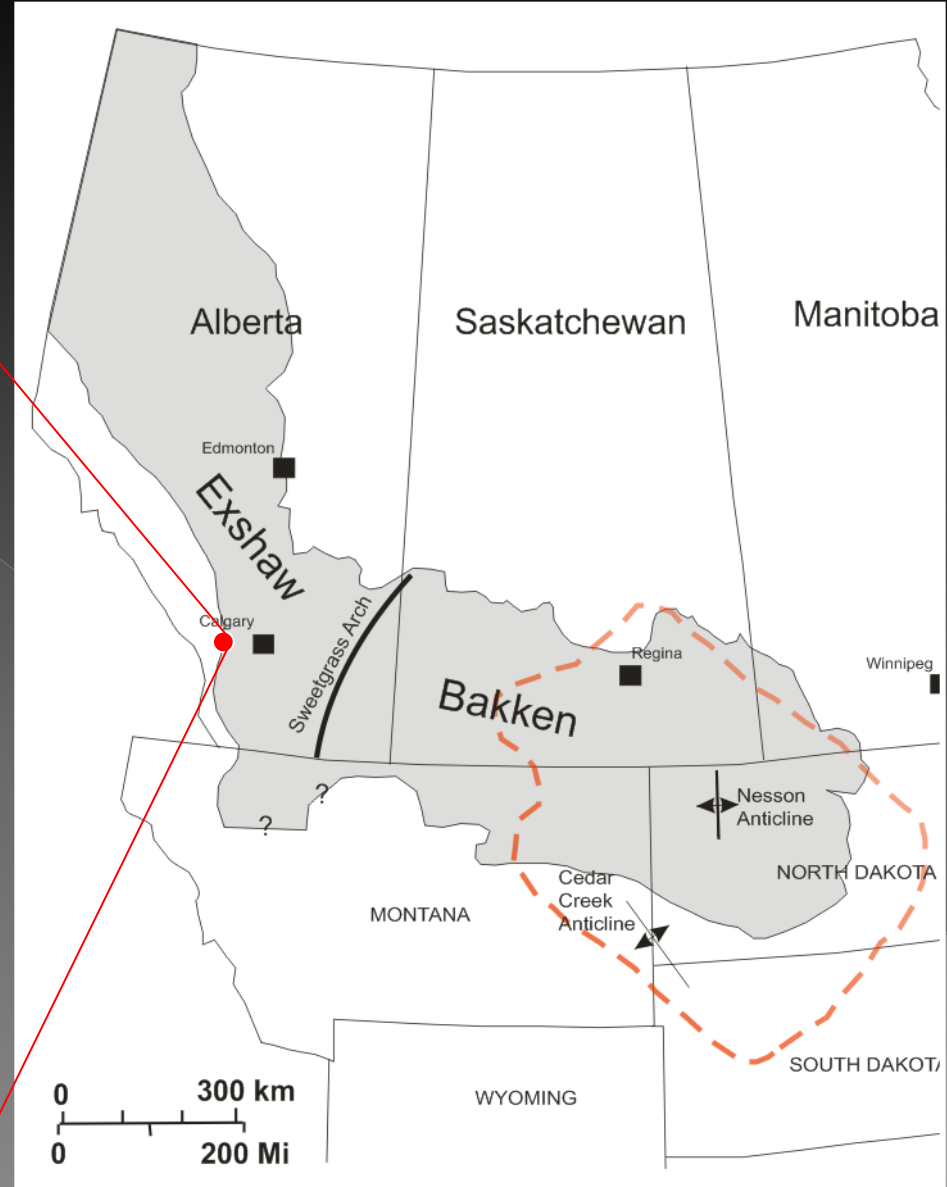 Alberta
Saskatchewan
Manitoba
Edmonton
Exshaw
Calgary
Sweetgrass Arch
Regina
Winnipeg
Bakken
Nesson
Anticline
?
?
Cedar
Creek
Anticline
NORTH DAKOTA
MONTANA
SOUTH DAKOTA
WYOMING
0 300 km
0 200 Mi